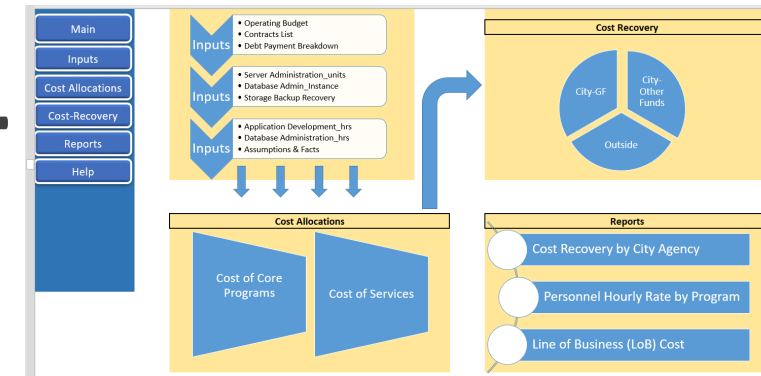 Main
Inputs
Cost Allocations
Cost-Recovery
Reports
Help
Inputs
• Operating Budget
• Contracts List
• Debt Payment Breakdown
Inputs
• Server Administration_units
• Database Admin_Instance
• Storage Backup Recovery
Inputs
• Application Development_hrs
• Database Administration_hrs
• Assumptions & Facts
Cost Allocations
Cost of Core
Programs
Cost of Services
Cost Recovery
City-GF
City-
Other
Funds
Outside
Reports
Cost Recovery by City Agency
Personnel Hourly Rate by Program
Line of Business (LoB) Cost